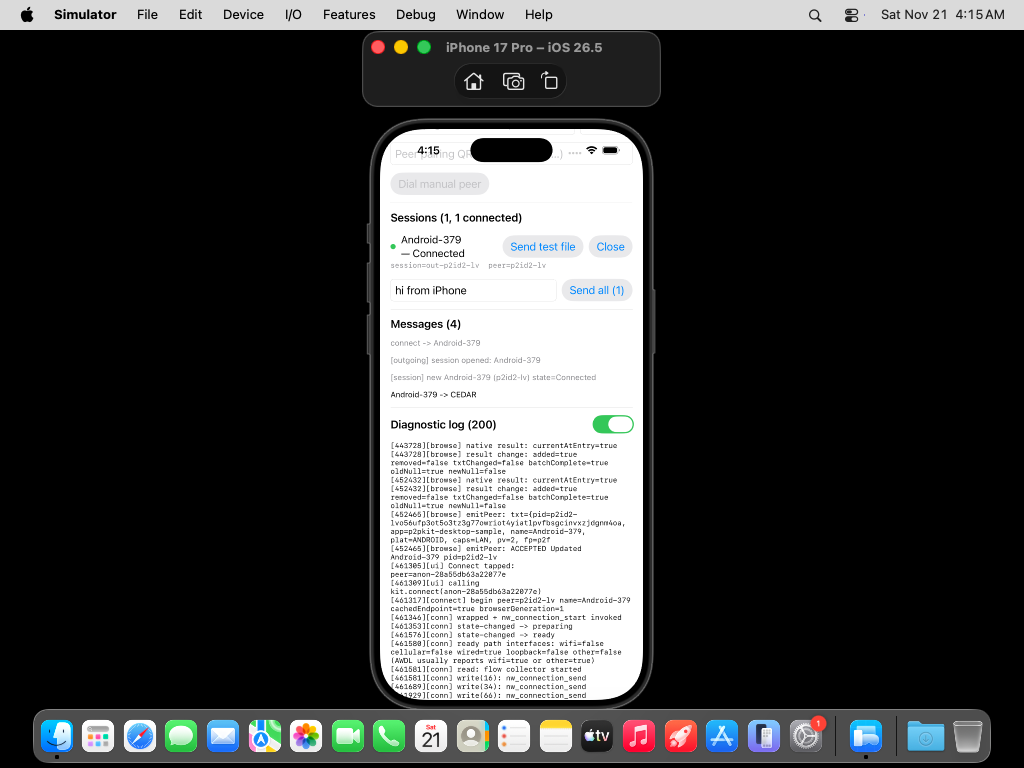 Simulator File Edit Device I/O Features Debug Window Help Sat Nov 21 4:15 AM
iPhone 17 Pro – iOS 26.5
4:15
Peer pairing QR
Dial manual peer
Sessions (1, 1 connected)
Android-379
— Connected
Send test file
Close
session=out-p2id2-lv peer=p2id2-lv
hi from iPhone
Send all (1)
Messages (4)
connect -> Android-379
[outgoing] session opened: Android-379
[session] new Android-379 (p2id2-lv) state=Connected
Android-379 -> CEDAR
Diagnostic log (200)
[443728][browse] native result: currentAtEntry=true
[443728][browse] result change: added=true
removed=false txtChanged=false batchComplete=true
oldNull=true newNull=false
[452432][browse] native result: currentAtEntry=true
[452432][browse] result change: added=true
removed=false txtChanged=false batchComplete=true
oldNull=true newNull=false
[452465][browse] emitPeer: txt={pid=p2id2-
lvo56ufp3ot5o3tz3g77owriot4yiatlpvfbsgcinvxzjdgnm4oa,
app=p2pkit-desktop-sample, name=Android-379,
plat=ANDROID, caps=LAN, pv=2, fp=p2f
[452465][browse] emitPeer: ACCEPTED Updated
Android-379 pid=p2id2-lv
[461305][ui] Connect tapped:
peer=anon-28a55db63a22077e
[461309][ui] calling
kit.connect(anon-28a55db63a22077e)
[461317][connect] begin peer=p2id2-lv name=Android-379
cachedEndpoint=true browserGeneration=1
[461346][conn] wrapped + nw_connection_start invoked
[461353][conn] state-changed -> preparing
[461576][conn] state-changed -> ready
[461580][conn] ready path interfaces: wifi=false
cellular=false wired=true loopback=false other=false
(AWDL usually reports wifi=true or other=true)
[461581][conn] read: flow collector started
[461581][conn] write(16): nw_connection_send
[461689][conn] write(34): nw_connection_send
[461929][conn] write(66): nw_connection_send
Sat
21
tv
1